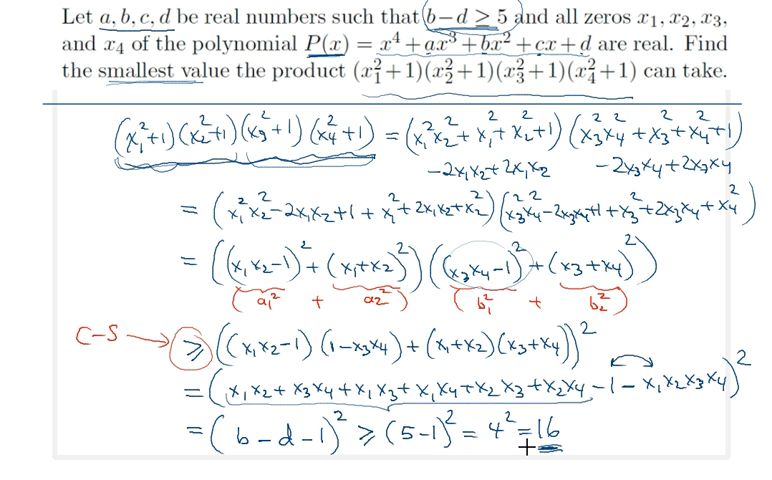 Let a, b, c, d be real numbers such that b−d ≥ 5 and all zeros x₁, x₂, x₃,
and x₄ of the polynomial P(x) = x⁴ + ax³ + bx² + cx + d are real. Find
the smallest value the product (x₁²+1)(x₂²+1)(x₃²+1)(x₄²+1) can take.
(x₁²+1)(x₂²+1)(x₃²+1)(x₄²+1) = (x₁²x₂²+x₁²+x₂²+1)(x₃²x₄²+x₃²+x₄²+1)
−2x₁x₂+2x₁x₂ −2x₃x₄+2x₃x₄
= (x₁²x₂²−2x₁x₂+1+x₁²+2x₁x₂+x₂²)(x₃²x₄²−2x₃x₄+1+x₃²+2x₃x₄+x₄²)
= ((x₁x₂−1)²+(x₁+x₂)²)((x₃x₄−1)²+(x₃+x₄)²)
(a₁² + a₂²) (b₁² + b₂²)
C-S → ≥ ((x₁x₂−1)(1−x₃x₄)+(x₁+x₂)(x₃+x₄))²
= (x₁x₂+x₃x₄+x₁x₃+x₁x₄+x₂x₃+x₂x₄−1−x₁x₂x₃x₄)²
= (b−d−1)² ≥ (5−1)² = 4² = 16